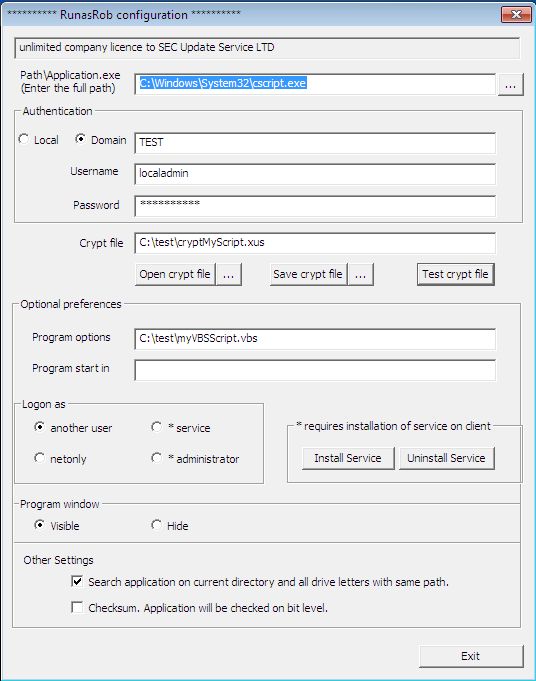 ********** RunasRob configuration **********
unlimited company licence to SEC Update Service LTD
Path\Application.exe
(Enter the full path)
C:\Windows\System32\cscript.exe
...
Authentication
Local
Domain
TEST
Username
localadmin
Password
**********
Crypt file
C:\test\cryptMyScript.xus
Open crypt file
...
Save crypt file
...
Test crypt file
Optional preferences
Program options
C:\test\myVBSScript.vbs
Program start in
Logon as
another user
* service
netonly
* administrator
* requires installation of service on client
Install Service
Uninstall Service
Program window
Visible
Hide
Other Settings
Search application on current directory and all drive letters with same path.
Checksum. Application will be checked on bit level.
Exit